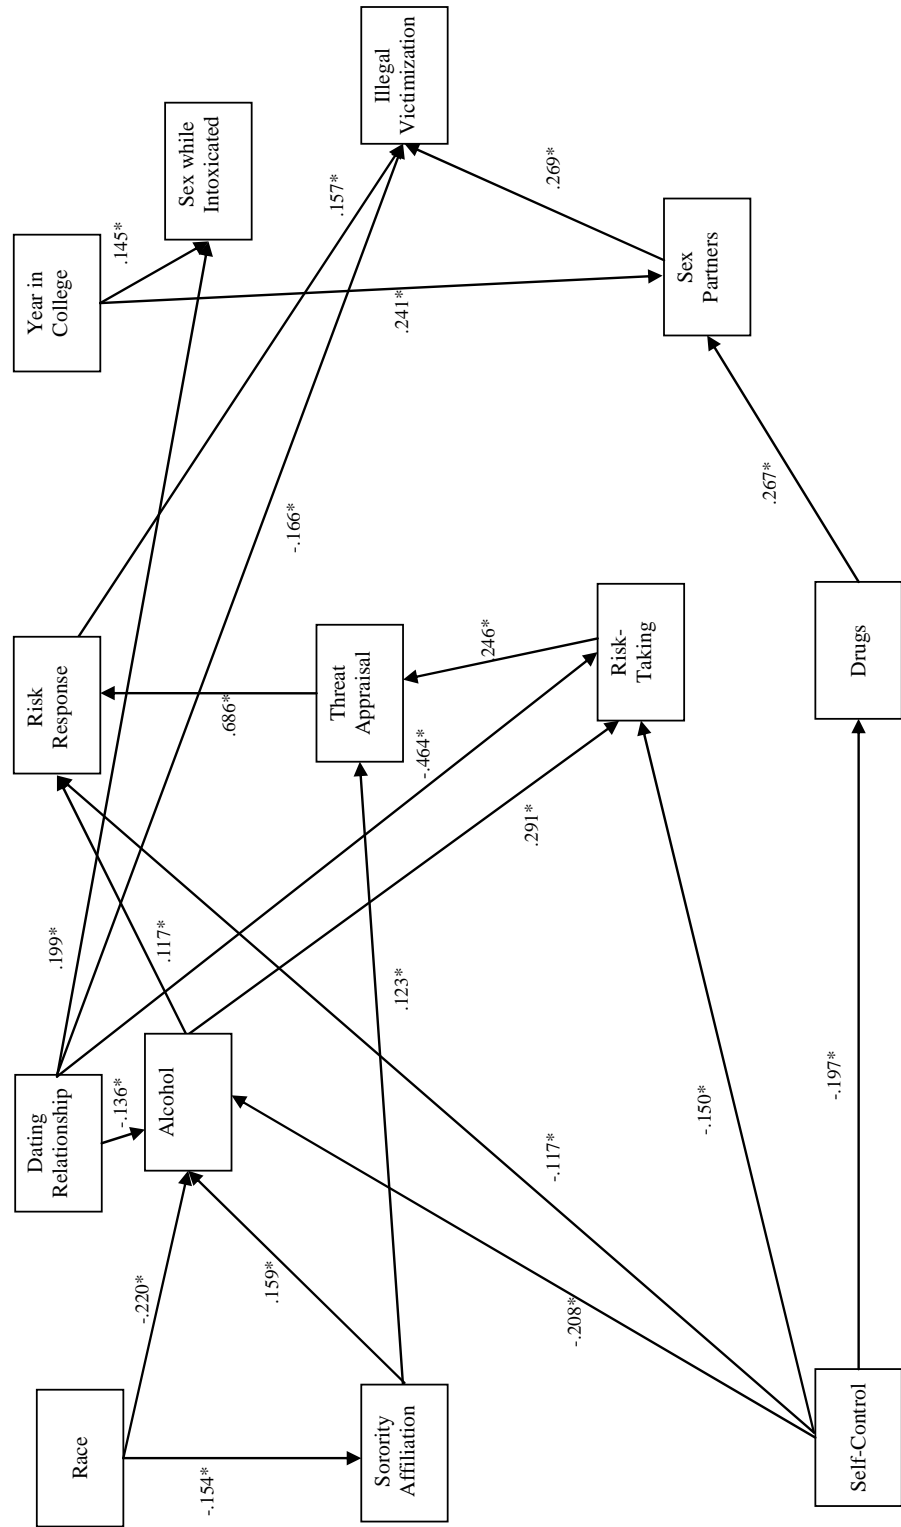 Race
Sorority
Affiliation
Self-Control
Dating
Relationship
Alcohol
Risk
Response
Threat
Appraisal
Risk-
Taking
Drugs
Year in
College
Sex while
Intoxicated
Sex
Partners
Illegal
Victimization
-.154*
-.220*
.159*
-.136*
-.208*
.199*
.117*
.123*
-.117*
-.150*
-.197*
.291*
-.464*
.686*
.246*
-.166*
.267*
.241*
.145*
.157*
.269*